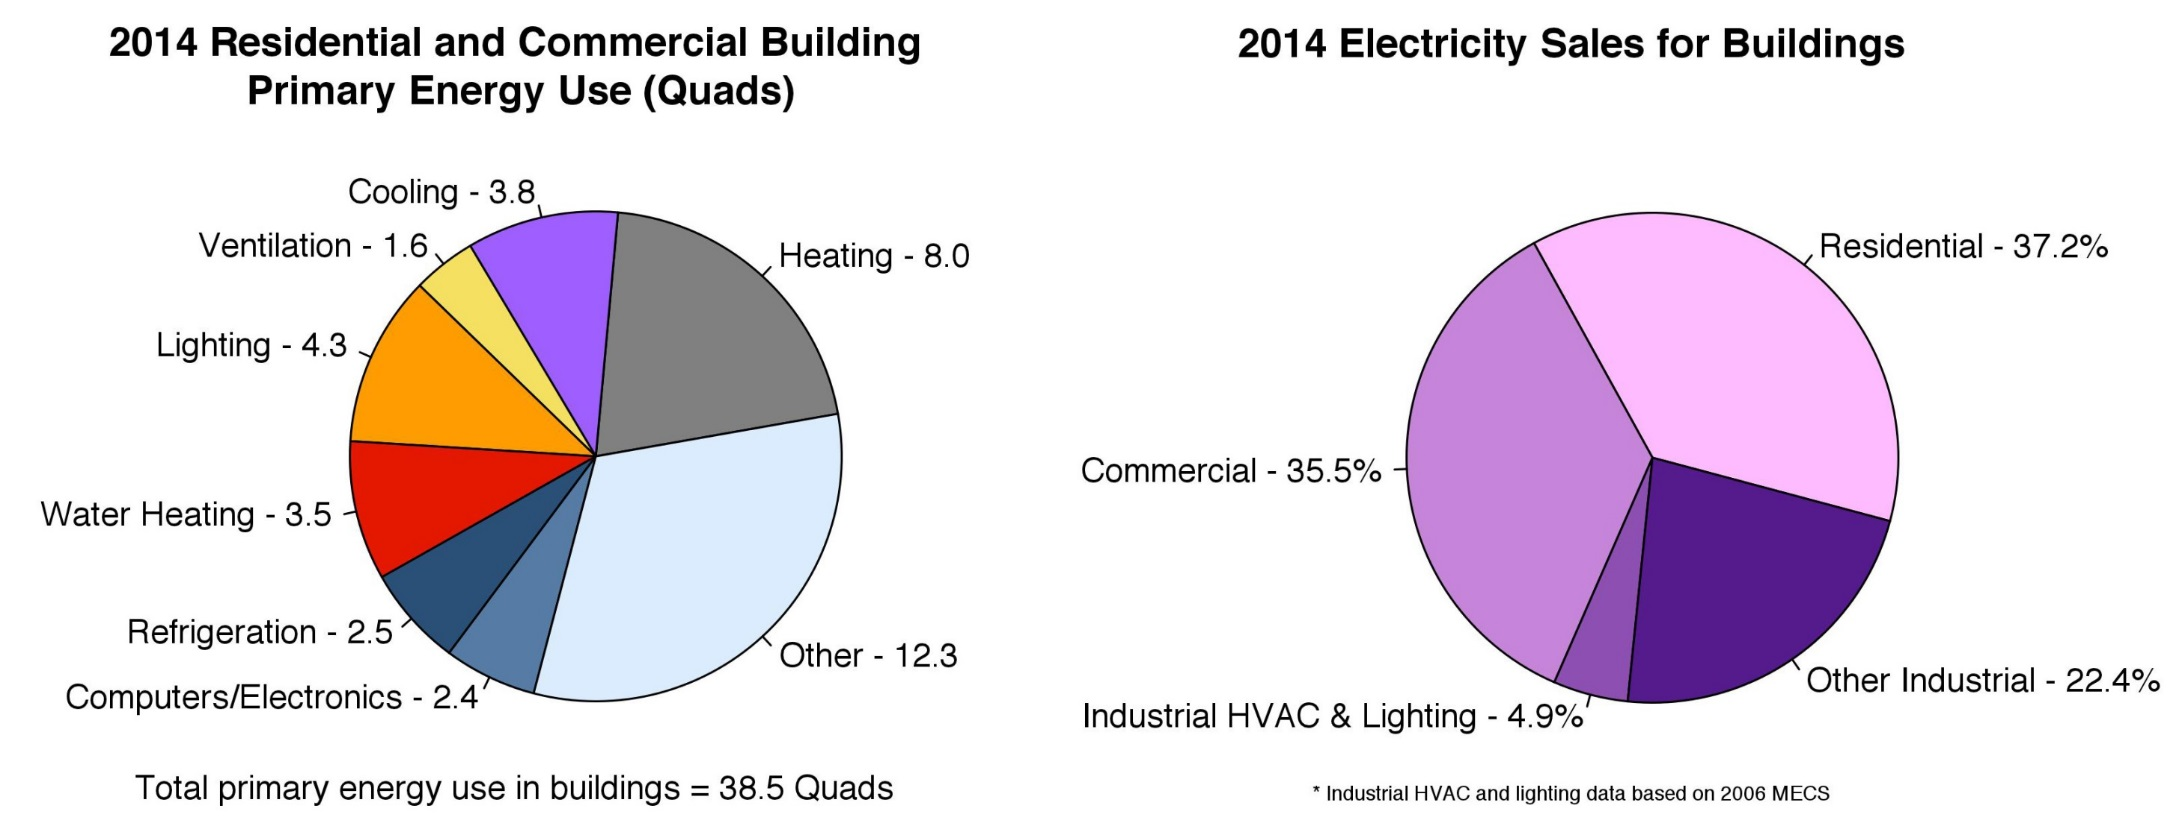 2014 Residential and Commercial Building
Primary Energy Use (Quads)
Cooling - 3.8
Ventilation - 1.6
Heating - 8.0
Lighting - 4.3
Water Heating - 3.5
Refrigeration - 2.5
Other - 12.3
Computers/Electronics - 2.4
Total primary energy use in buildings = 38.5 Quads
2014 Electricity Sales for Buildings
Residential - 37.2%
Commercial - 35.5%
Other Industrial - 22.4%
Industrial HVAC & Lighting - 4.9%
* Industrial HVAC and lighting data based on 2006 MECS